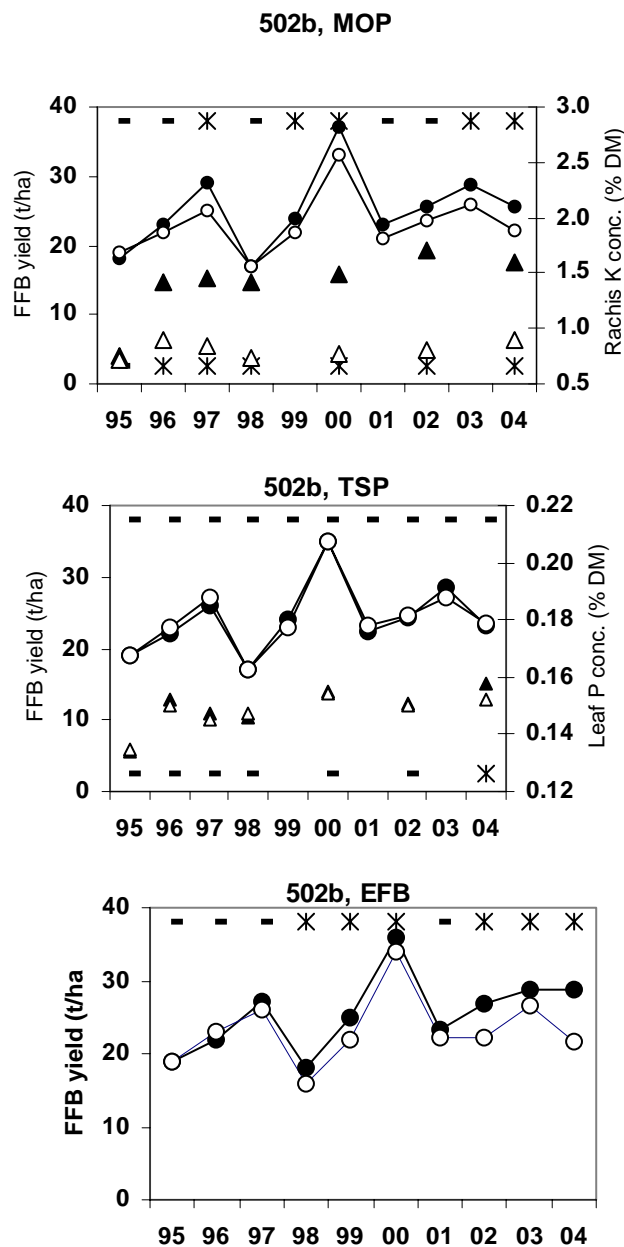 502b, MOP
40 3.0
30 2.5
20 2.0
10 1.5
0 1.0
0.5
FFB yield (t/ha)
Rachis K conc. (% DM)
95 96 97 98 99 00 01 02 03 04
502b, TSP
40 0.22
30 0.20
20 0.18
10 0.16
0 0.14
0.12
FFB yield (t/ha)
Leaf P conc. (% DM)
95 96 97 98 99 00 01 02 03 04
502b, EFB
40
30
20
10
0
FFB yield (t/ha
95 96 97 98 99 00 01 02 03 04